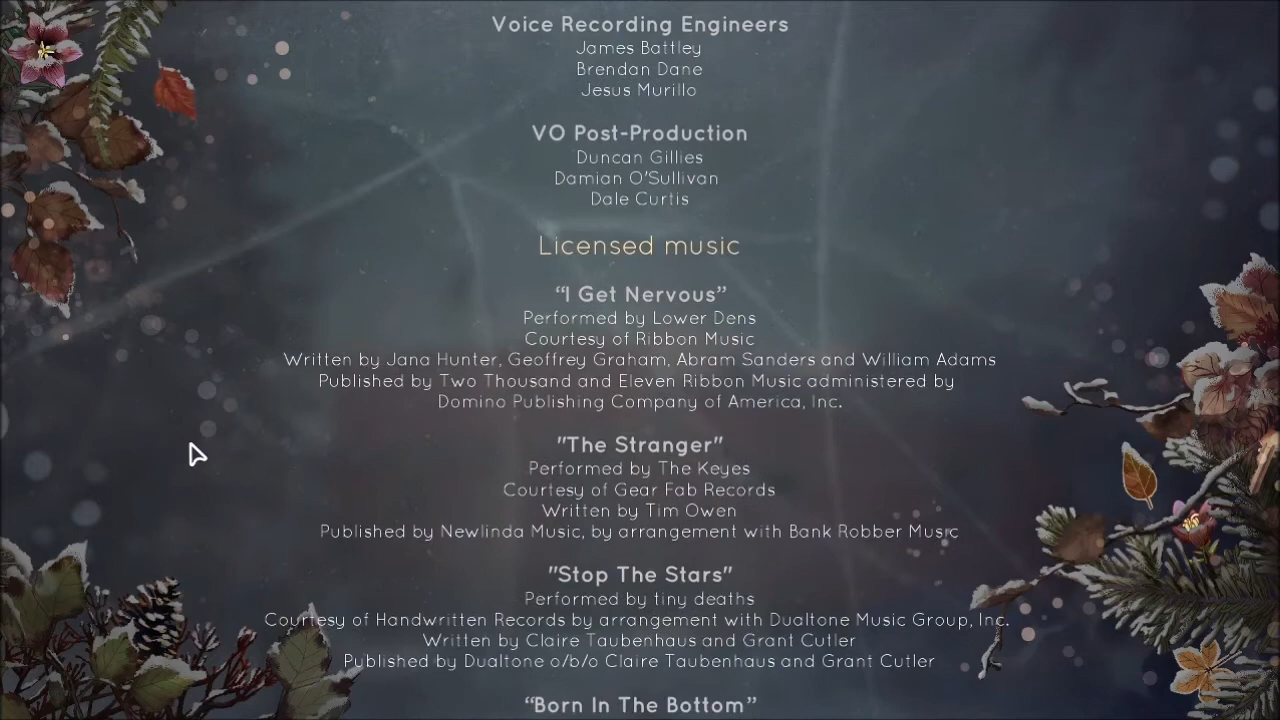 Voice Recording Engineers
James Battley
Brendan Dane
Jesus Murillo
VO Post-Production
Duncan Gillies
Damian O'Sullivan
Dale Curtis
Licensed music
“I Get Nervous”
Performed by Lower Dens
Courtesy of Ribbon Music
Written by Jana Hunter, Geoffrey Graham, Abram Sanders and William Adams
Published by Two Thousand and Eleven Ribbon Music administered by
Domino Publishing Company of America, Inc.
"The Stranger"
Performed by The Keyes
Courtesy of Gear Fab Records
Written by Tim Owen
Published by Newlinda Music, by arrangement with Bank Robber Music
"Stop The Stars"
Performed by tiny deaths
Courtesy of Handwritten Records by arrangement with Dualtone Music Group, Inc.
Written by Claire Taubenhaus and Grant Cutler
Published by Dualtone o/b/o Claire Taubenhaus and Grant Cutler
“Born In The Bottom”